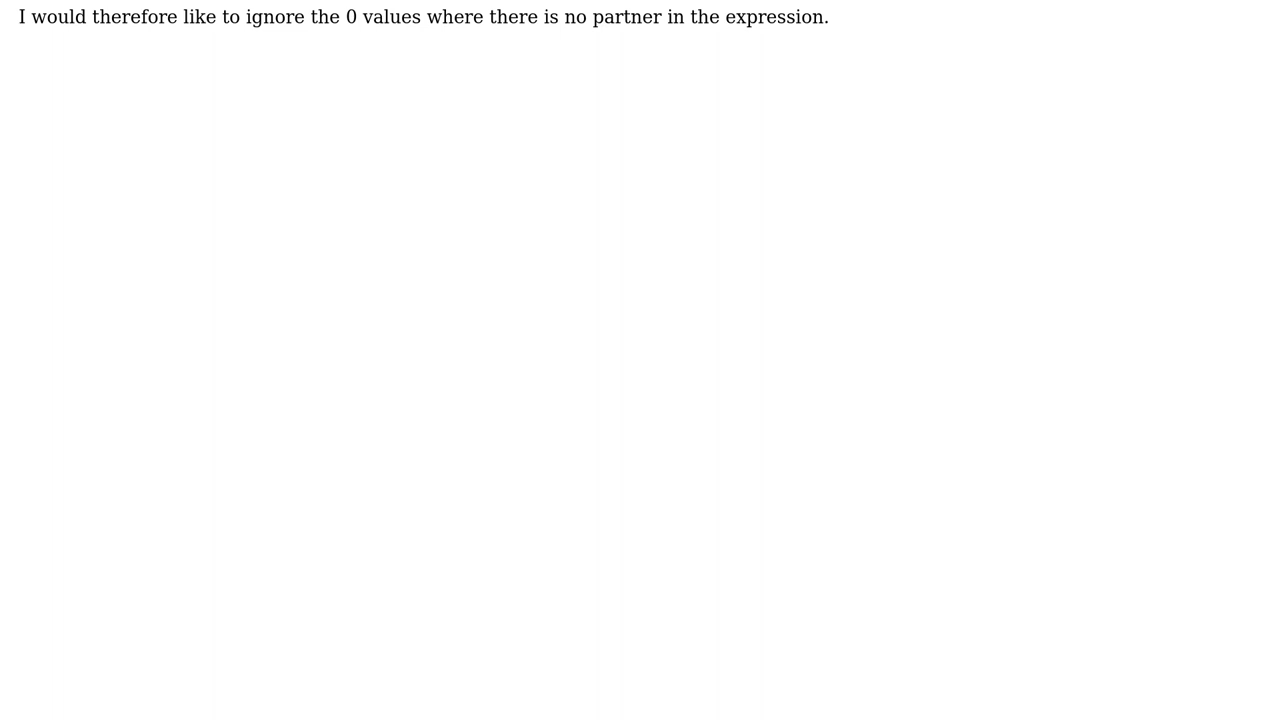 I would therefore like to ignore the 0 values where there is no partner in the expression.